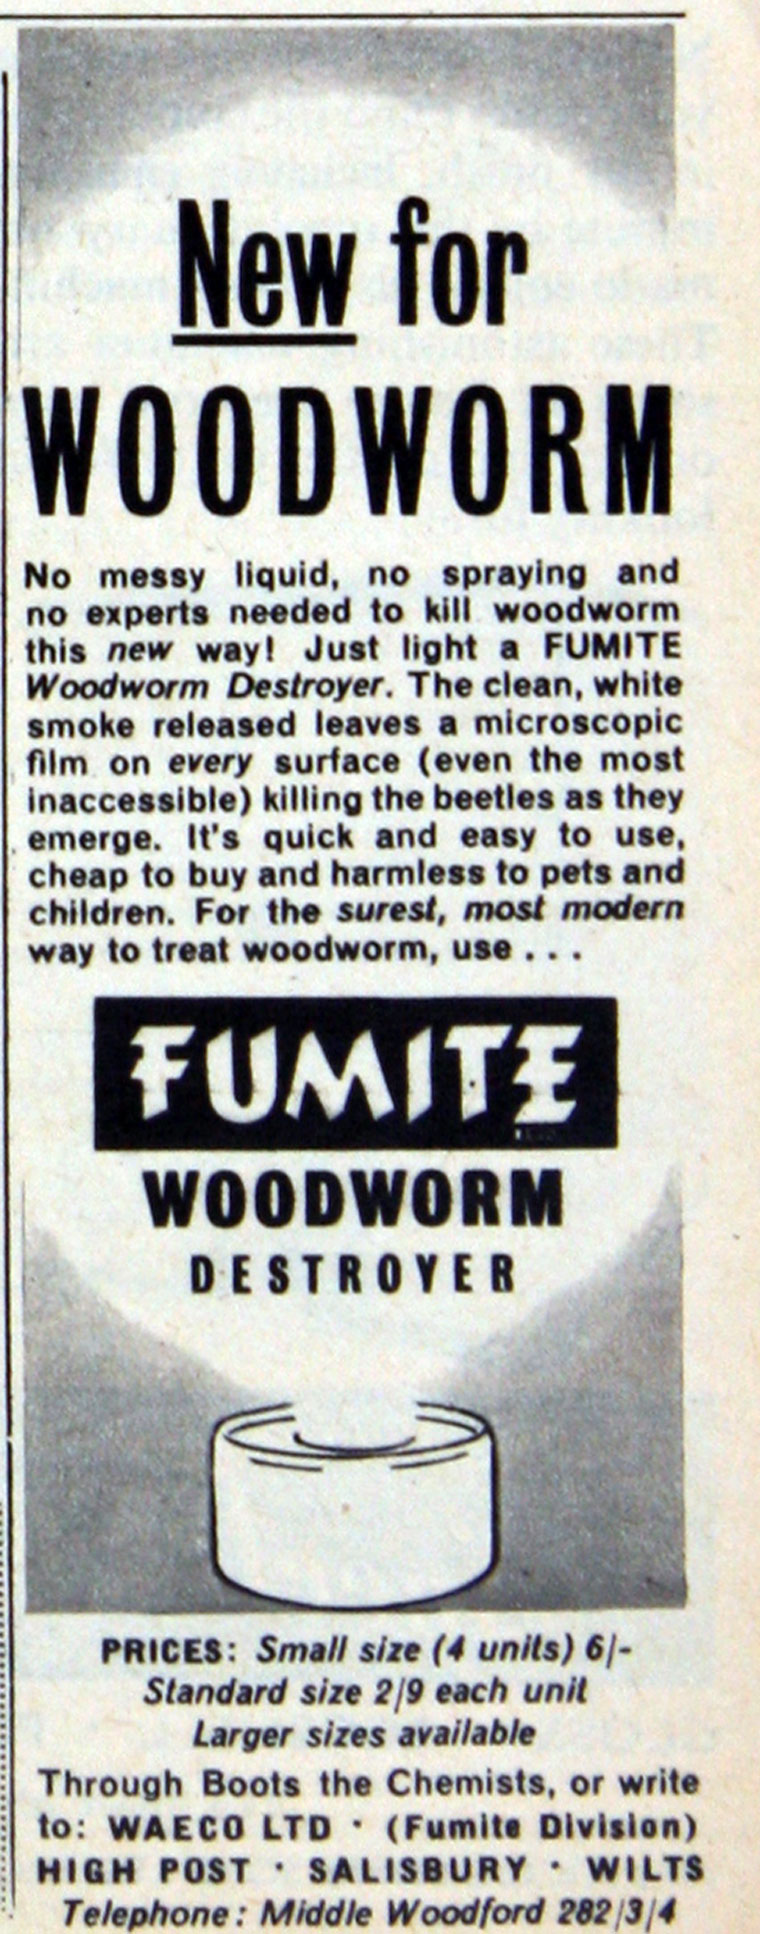 New for
WOODWORM
No messy liquid, no spraying and
no experts needed to kill woodworm
this new way! Just light a FUMITE
Woodworm Destroyer. The clean, white
smoke released leaves a microscopic
film on every surface (even the most
inaccessible) killing the beetles as they
emerge. It's quick and easy to use,
cheap to buy and harmless to pets and
children. For the surest, most modern
way to treat woodworm, use . . .
FUMITE
WOODWORM
DESTROYER
PRICES: Small size (4 units) 6/-
Standard size 2/9 each unit
Larger sizes available
Through Boots the Chemists, or write
to: WAECO LTD · (Fumite Division)
HIGH POST · SALISBURY · WILTS
Telephone: Middle Woodford 282/3/4